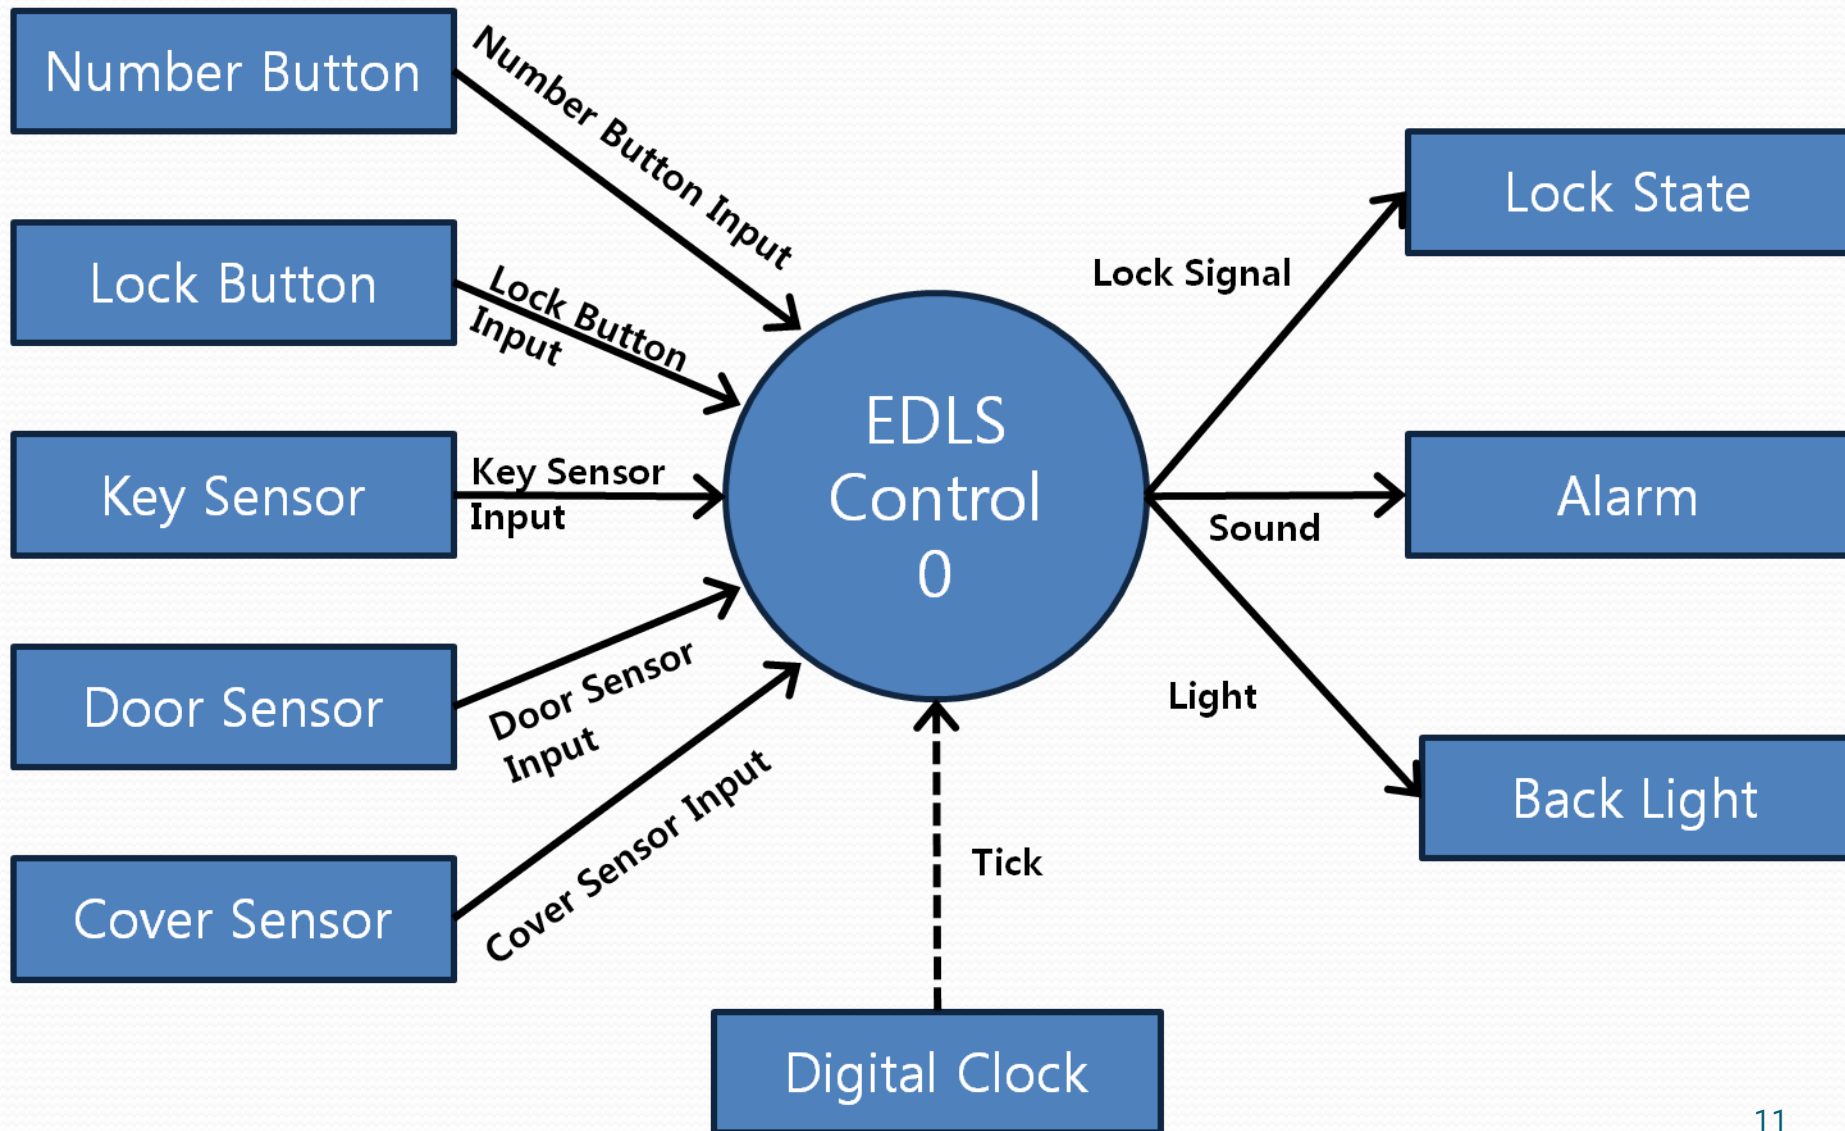 Number Button
Number Button Input
Lock Button
Lock Button
Input
Key Sensor
Key Sensor
Input
Door Sensor
Door Sensor
Input
Cover Sensor
Cover Sensor Input
EDLS
Control
0
Lock Signal
Lock State
Sound
Alarm
Light
Back Light
Tick
Digital Clock
11